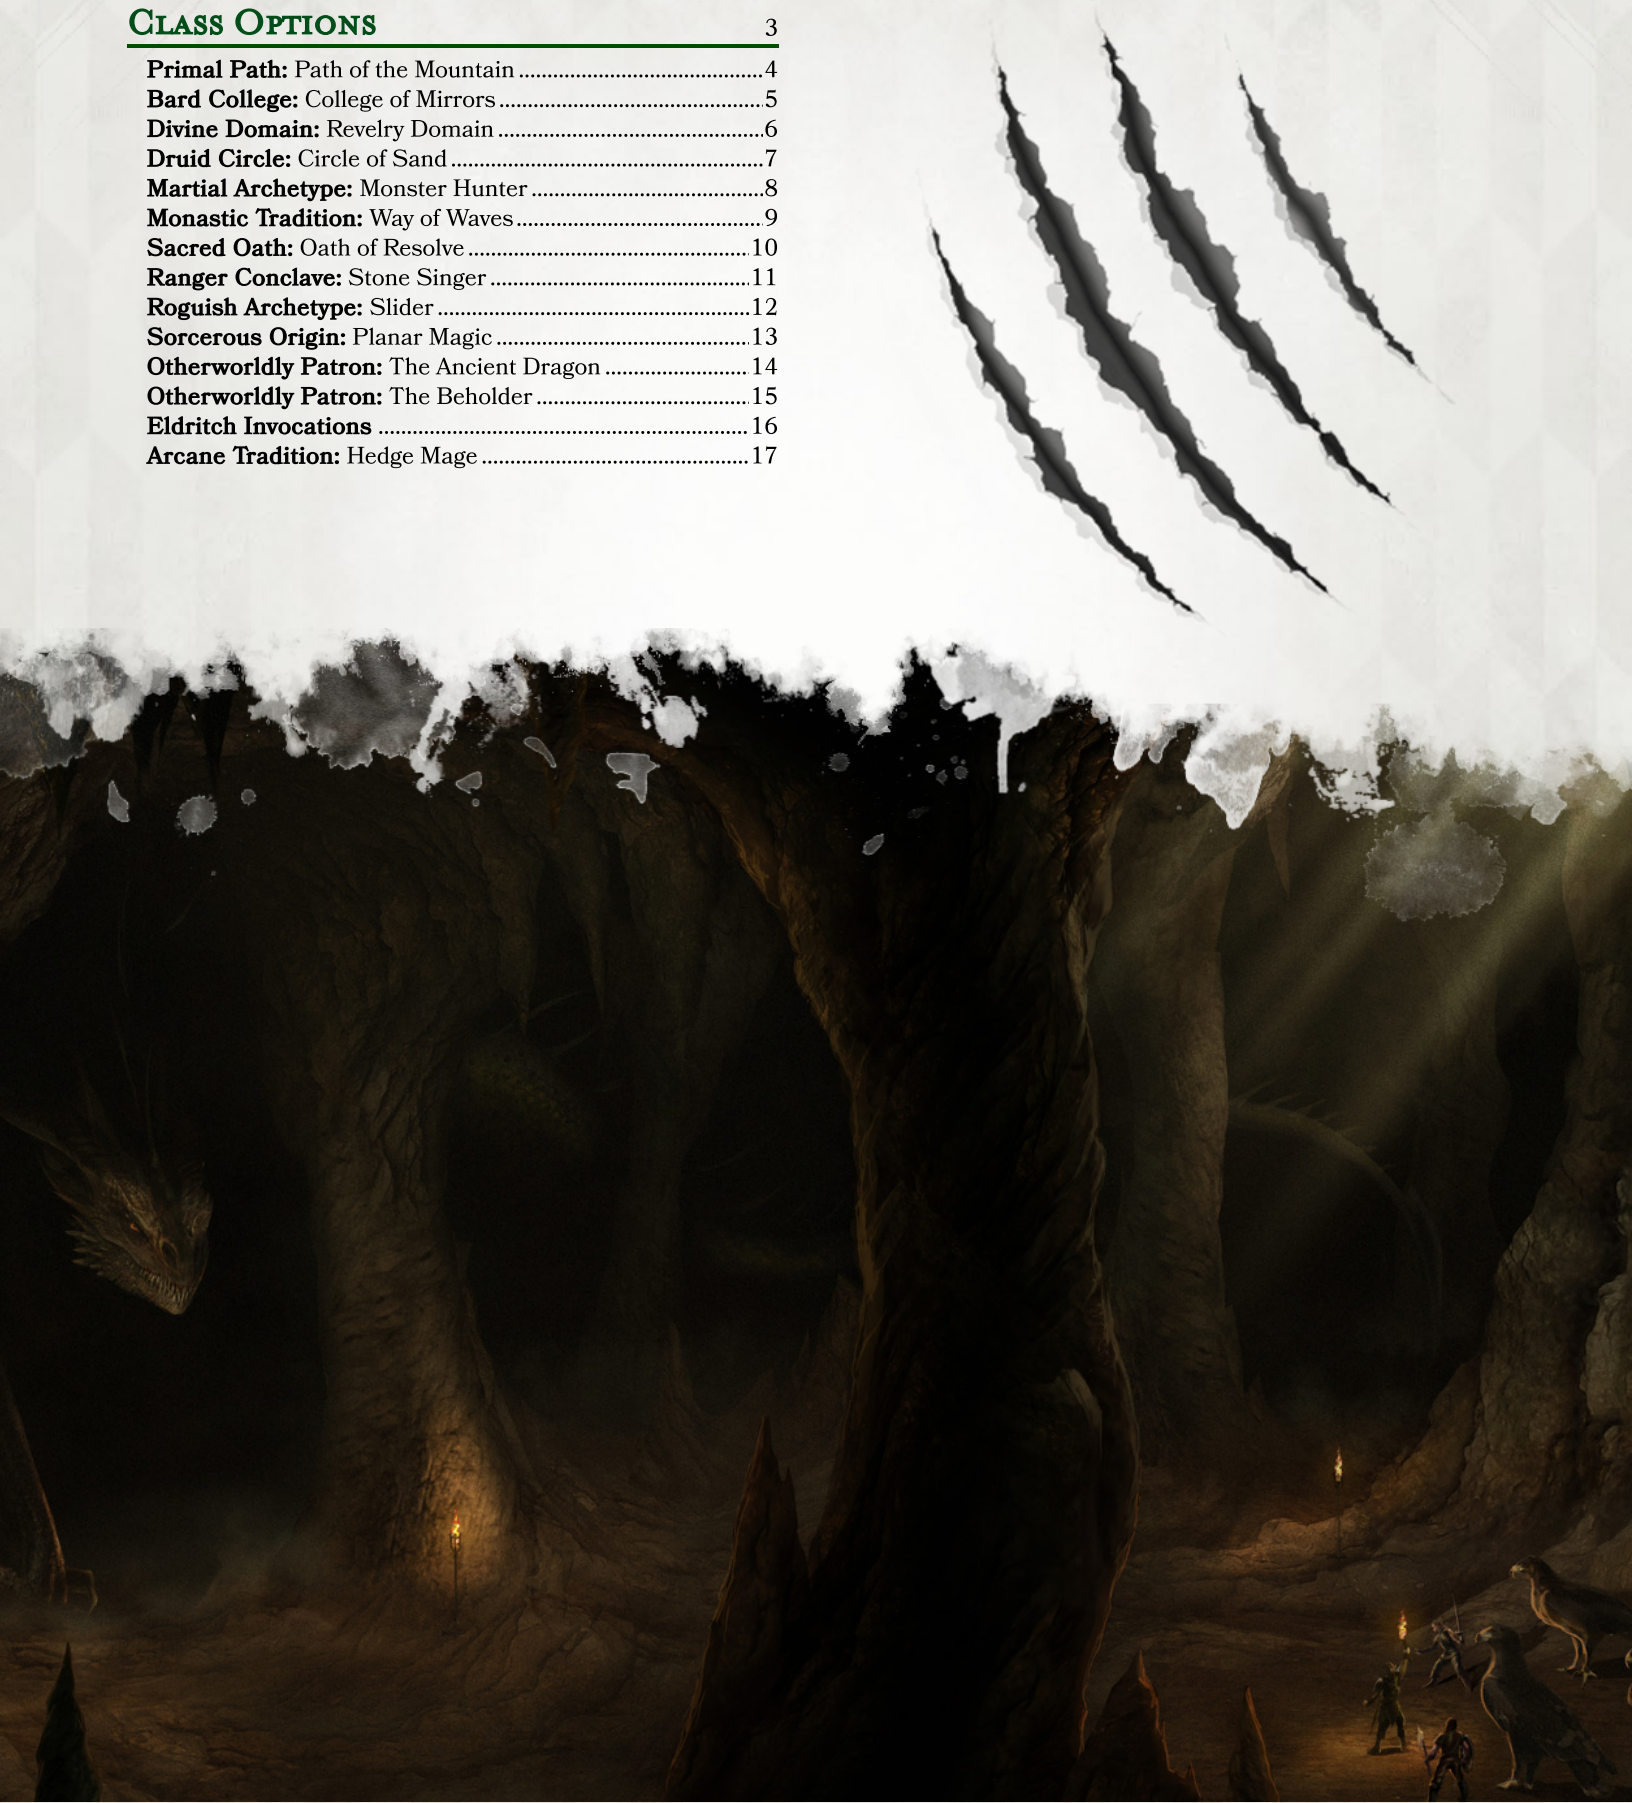 Class Options 3
Primal Path: Path of the Mountain ........................................... 4
Bard College: College of Mirrors ............................................... 5
Divine Domain: Revelry Domain ............................................... 6
Druid Circle: Circle of Sand ....................................................... 7
Martial Archetype: Monster Hunter ......................................... 8
Monastic Tradition: Way of Waves ............................................ 9
Sacred Oath: Oath of Resolve .................................................. 10
Ranger Conclave: Stone Singer .............................................. 11
Roguish Archetype: Slider ....................................................... 12
Sorcerous Origin: Planar Magic ............................................. 13
Otherworldly Patron: The Ancient Dragon .......................... 14
Otherworldly Patron: The Beholder ...................................... 15
Eldritch Invocations ................................................................. 16
Arcane Tradition: Hedge Mage ............................................... 17